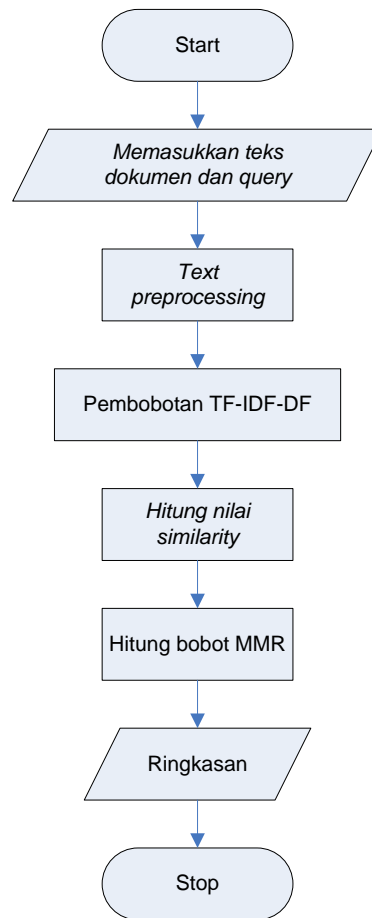 Start
Memasukkan teks
dokumen dan query
Text
preprocessing
Pembobotan TF-IDF-DF
Hitung nilai
similarity
Hitung bobot MMR
Ringkasan
Stop